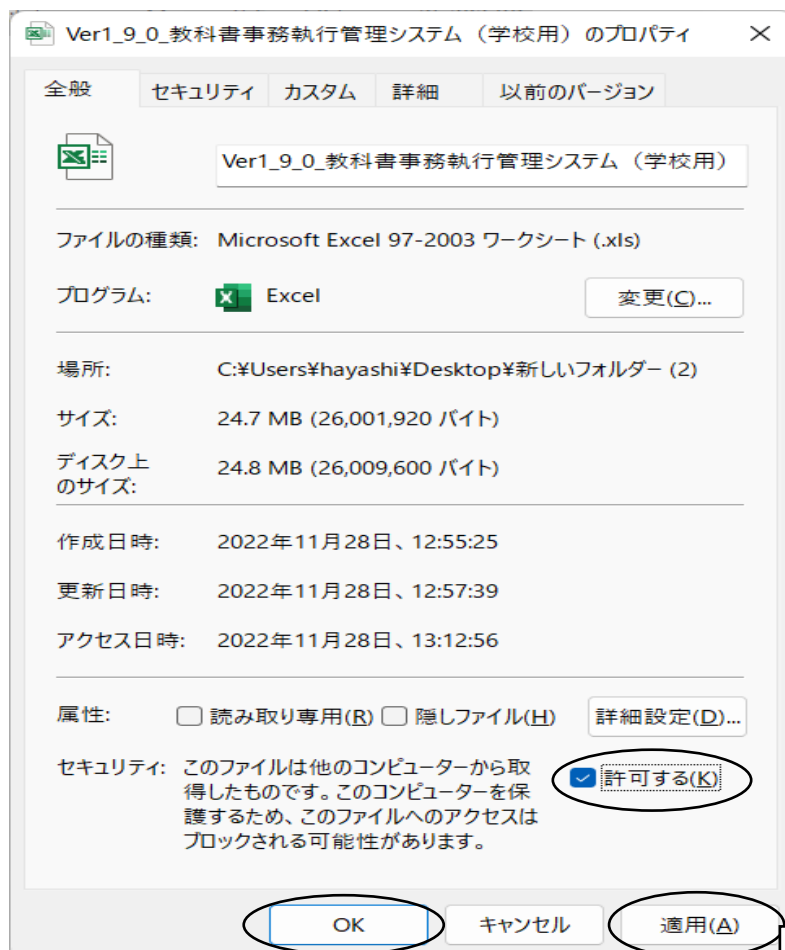 Ver1_9_0_教科書事務執行管理システム（学校用）のプロパティ
全般 セキュリティ カスタム 詳細 以前のバージョン
Ver1_9_0_教科書事務執行管理システム（学校用）
ファイルの種類: Microsoft Excel 97-2003 ワークシート (.xls)
プログラム: Excel 変更(C)...
場所: C:¥Users¥hayashi¥Desktop¥新しいフォルダー (2)
サイズ: 24.7 MB (26,001,920 バイト)
ディスク上
のサイズ: 24.8 MB (26,009,600 バイト)
作成日時: 2022年11月28日、12:55:25
更新日時: 2022年11月28日、12:57:39
アクセス日時: 2022年11月28日、13:12:56
属性: 読み取り専用(R) 隠しファイル(H) 詳細設定(D)...
セキュリティ: このファイルは他のコンピューターから取
得したものです。このコンピューターを保
護するため、このファイルへのアクセスは
ブロックされる可能性があります。
許可する(K)
OK キャンセル 適用(A)